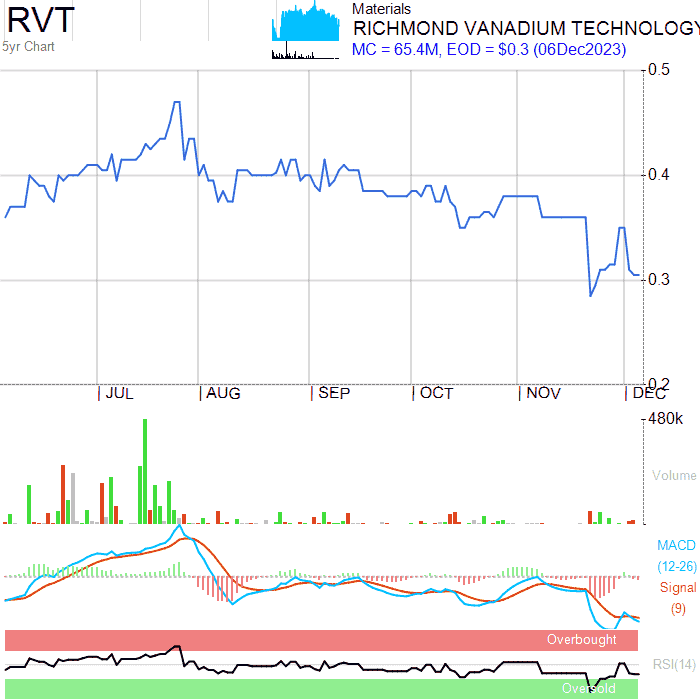 RVT
5yr Chart
Materials
RICHMOND VANADIUM TECHNOLOGY
MC = 65.4M, EOD = $0.3 (06Dec2023)
0.5
0.4
0.3
0.2
JUL
AUG
SEP
OCT
NOV
DEC
480k
Volume
MACD
(12-26)
Signal
(9)
Overbought
RSI(14)
Oversold